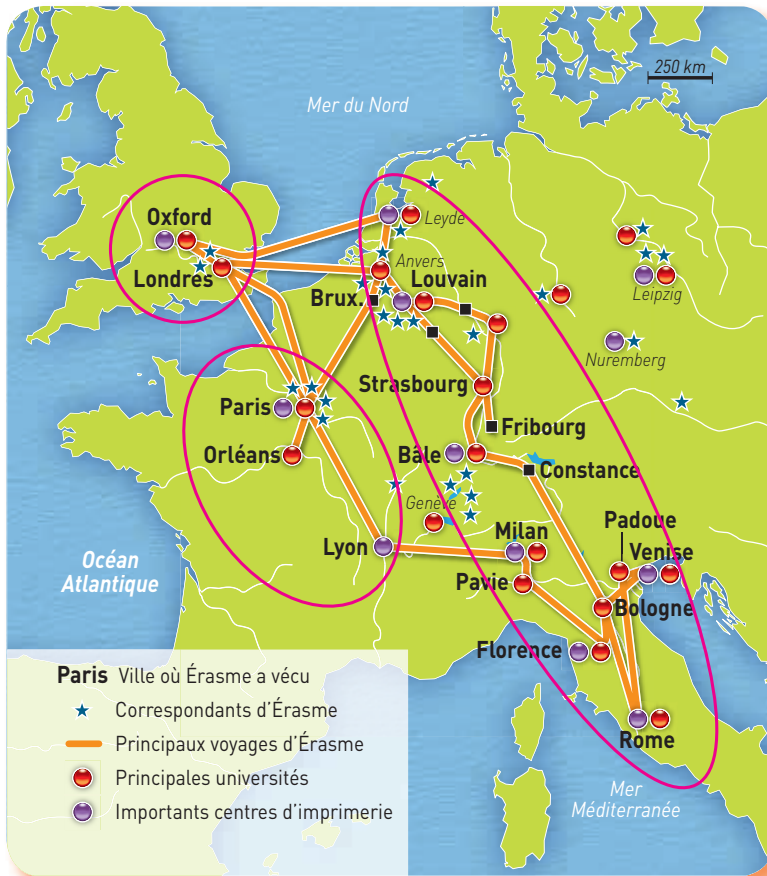 250 km
Mer du Nord
Oxford
Leyde
Londres
Anvers
Louvain
Brux.
Leipzig
Nuremberg
Strasbourg
Paris
Fribourg
Orléans
Bâle
Constance
Genève
Padoue
Milan
Lyon
Venise
Océan
Atlantique
Pavie
Bologne
Florence
Rome
Mer
Méditerranée
Paris Ville où Érasme a vécu
Correspondants d'Érasme
Principaux voyages d'Érasme
Principales universités
Importants centres d'imprimerie